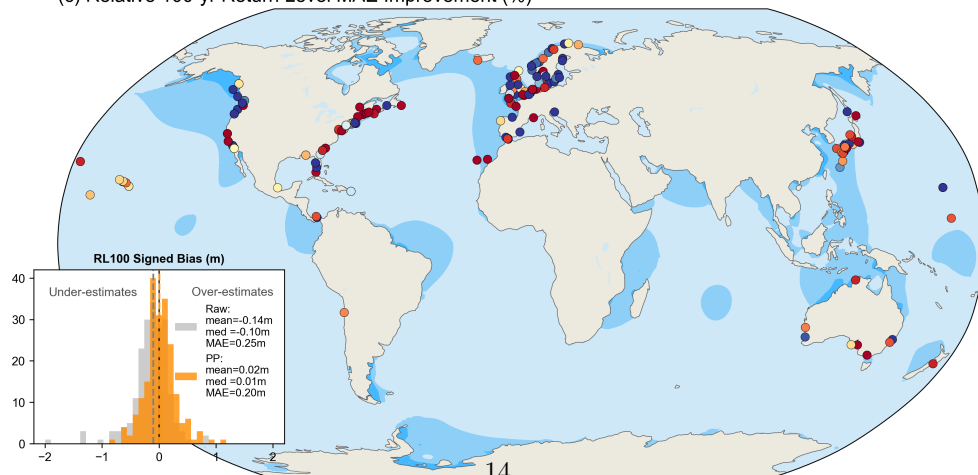 (c) Relative 100-yr Return Level MAE Improvement (%)
RL100 Signed Bias (m)
Under-estimates
Over-estimates
Raw:
mean=-0.14m
med =-0.10m
MAE=0.25m
PP:
mean=0.02m
med =0.01m
MAE=0.20m
40
30
20
10
0
−2
−1
0
1
2
14